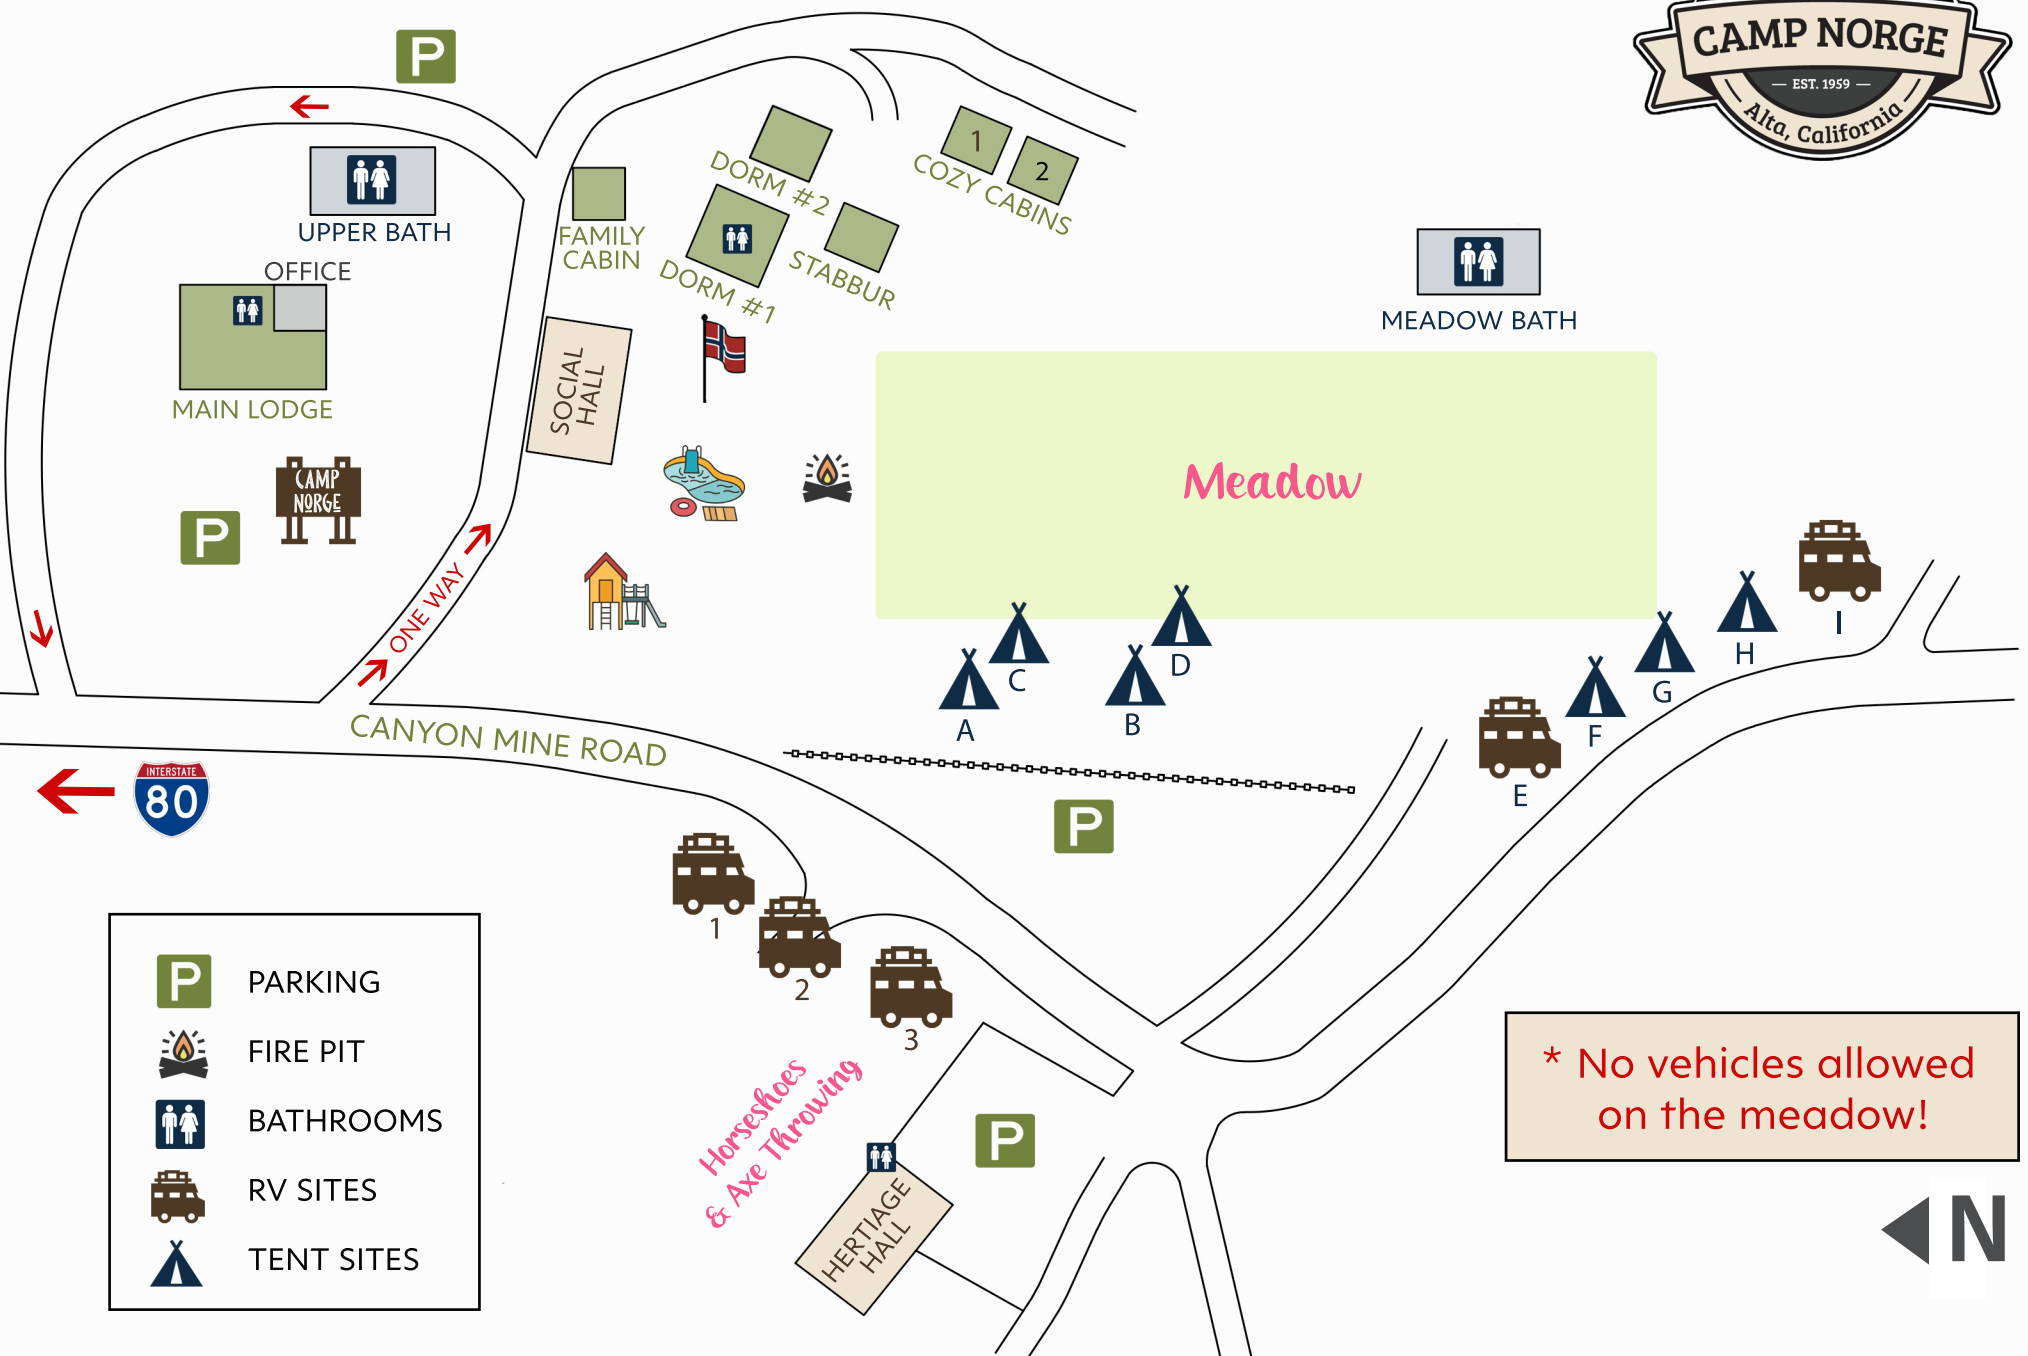 CAMP NORGE
EST. 1959
Alta, California
P
UPPER BATH
OFFICE
MAIN LODGE
CAMP
NORGE
P
FAMILY
CABIN
DORM #2
DORM #1
STABBUR
1
2
COZY CABINS
SOCIAL
HALL
MEADOW BATH
Meadow
ONE WAY
CANYON MINE ROAD
INTERSTATE
80
A
C
B
D
E
F
G
H
I
P
1
2
3
Horseshoes
& Axe Throwing
P
HERTIAGE
HALL
P PARKING
FIRE PIT
BATHROOMS
RV SITES
TENT SITES
* No vehicles allowed
on the meadow!
N